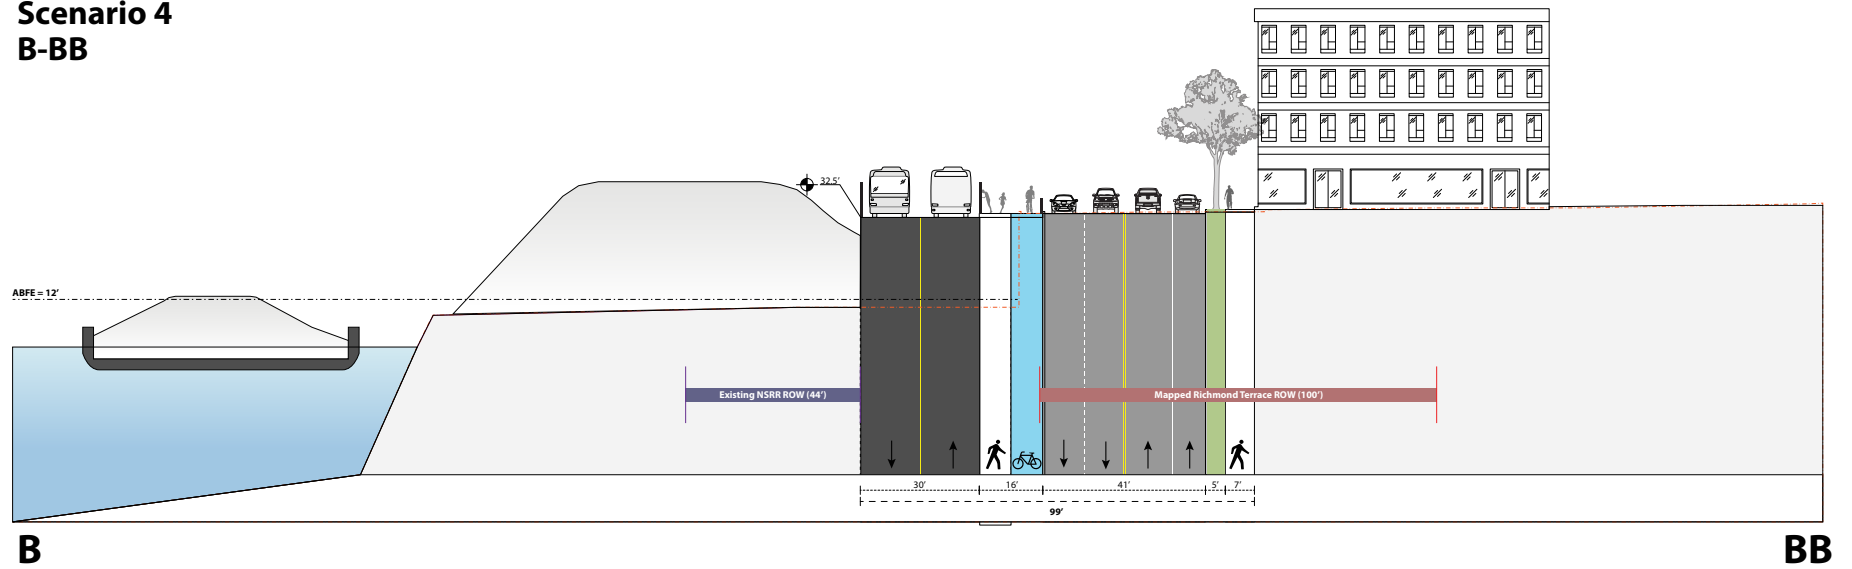 Scenario 4
B-BB
32.5’
ABFE = 12’
Existing NSRR ROW (44’)
Mapped Richmond Terrace ROW (100’)
30’ 16’ 41’ 5’ 7’
99’
B BB